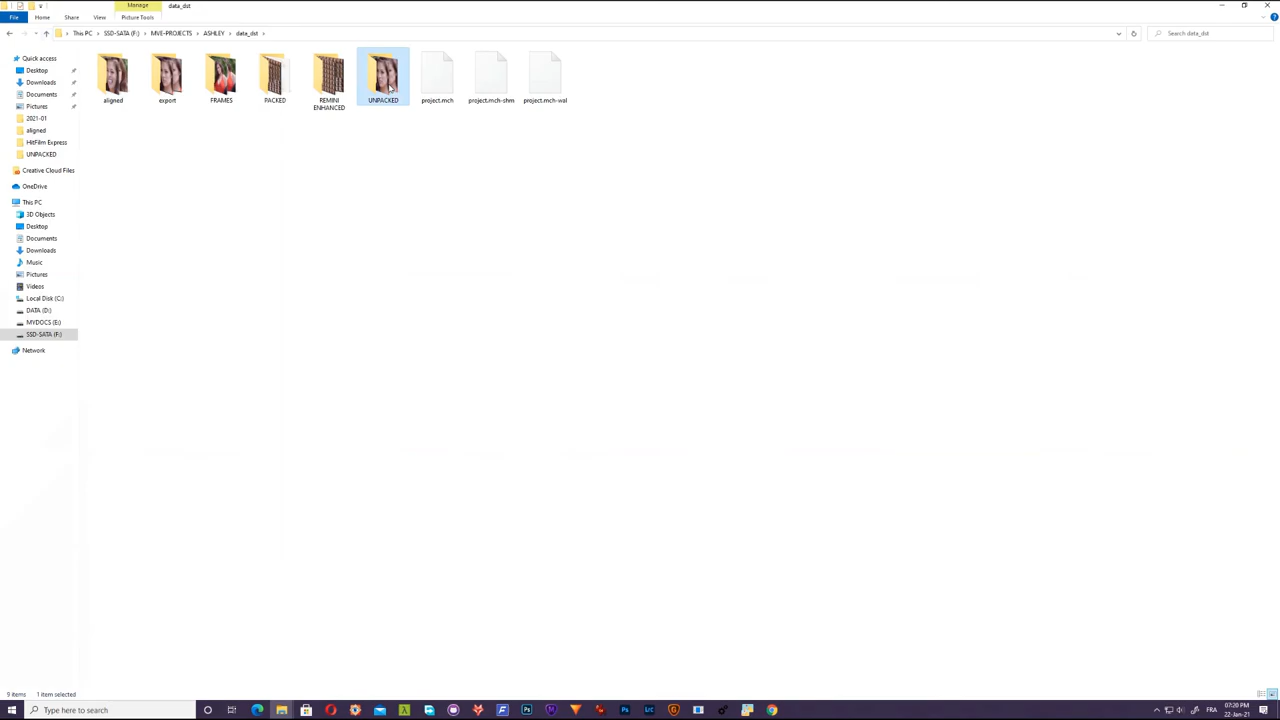 Manage
data_dst
File
Home
Share
View
Picture Tools
This PC
SSD-SATA (F:)
MVE-PROJECTS
ASHLEY
data_dst
Search data_dst
Quick access
Desktop
Downloads
Documents
Pictures
2021-01
aligned
HitFilm Express
UNPACKED
Creative Cloud Files
OneDrive
This PC
3D Objects
Desktop
Documents
Downloads
Music
Pictures
Videos
Local Disk (C:)
DATA (D:)
MYDOCS (E:)
SSD-SATA (F:)
Network
aligned
export
FRAMES
PACKED
REMINI
ENHANCED
UNPACKED
project.mch
project.mch-shm
project.mch-wal
9 items
1 item selected
Type here to search
FRA
07:20 PM
22-Jan-21